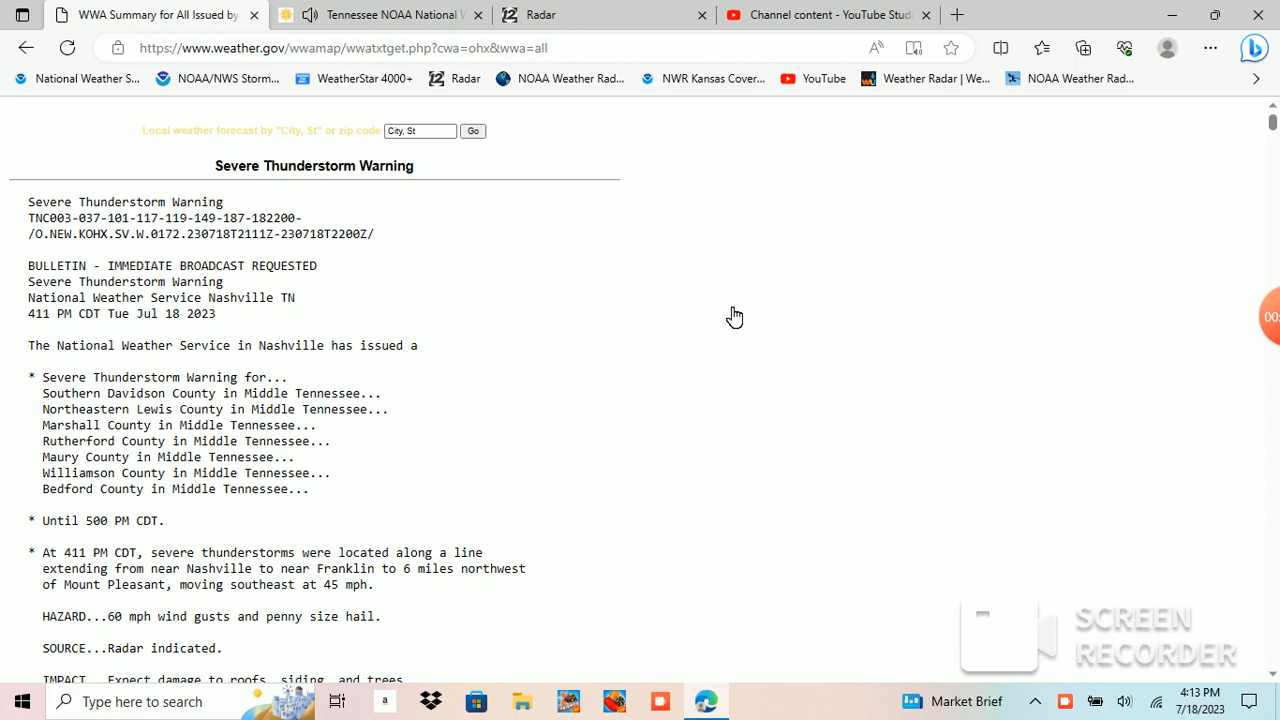 WWA Summary for All Issued by
Tennessee NOAA National W
Radar
Channel content - YouTube Studi
https://www.weather.gov/wwamap/wwatxtget.php?cwa=ohx&wwa=all
National Weather S...
NOAA/NWS Storm...
WeatherStar 4000+
Radar
NOAA Weather Rad...
NWR Kansas Cover...
YouTube
Weather Radar | We...
NOAA Weather Rad...
Local weather forecast by "City, St" or zip code City, St Go
Severe Thunderstorm Warning
Severe Thunderstorm Warning
TNC003-037-101-117-119-149-187-182200-
/O.NEW.KOHX.SV.W.0172.230718T2111Z-230718T2200Z/
BULLETIN - IMMEDIATE BROADCAST REQUESTED
Severe Thunderstorm Warning
National Weather Service Nashville TN
411 PM CDT Tue Jul 18 2023
The National Weather Service in Nashville has issued a
* Severe Thunderstorm Warning for...
Southern Davidson County in Middle Tennessee...
Northeastern Lewis County in Middle Tennessee...
Marshall County in Middle Tennessee...
Rutherford County in Middle Tennessee...
Maury County in Middle Tennessee...
Williamson County in Middle Tennessee...
Bedford County in Middle Tennessee...
* Until 500 PM CDT.
* At 411 PM CDT, severe thunderstorms were located along a line
extending from near Nashville to near Franklin to 6 miles northwest
of Mount Pleasant, moving southeast at 45 mph.
HAZARD...60 mph wind gusts and penny size hail.
SOURCE...Radar indicated.
IMPACT...Expect damage to roofs, siding, and trees.
00:
SCREEN
RECORDER
Type here to search
a
Market Brief
4:13 PM
7/18/2023